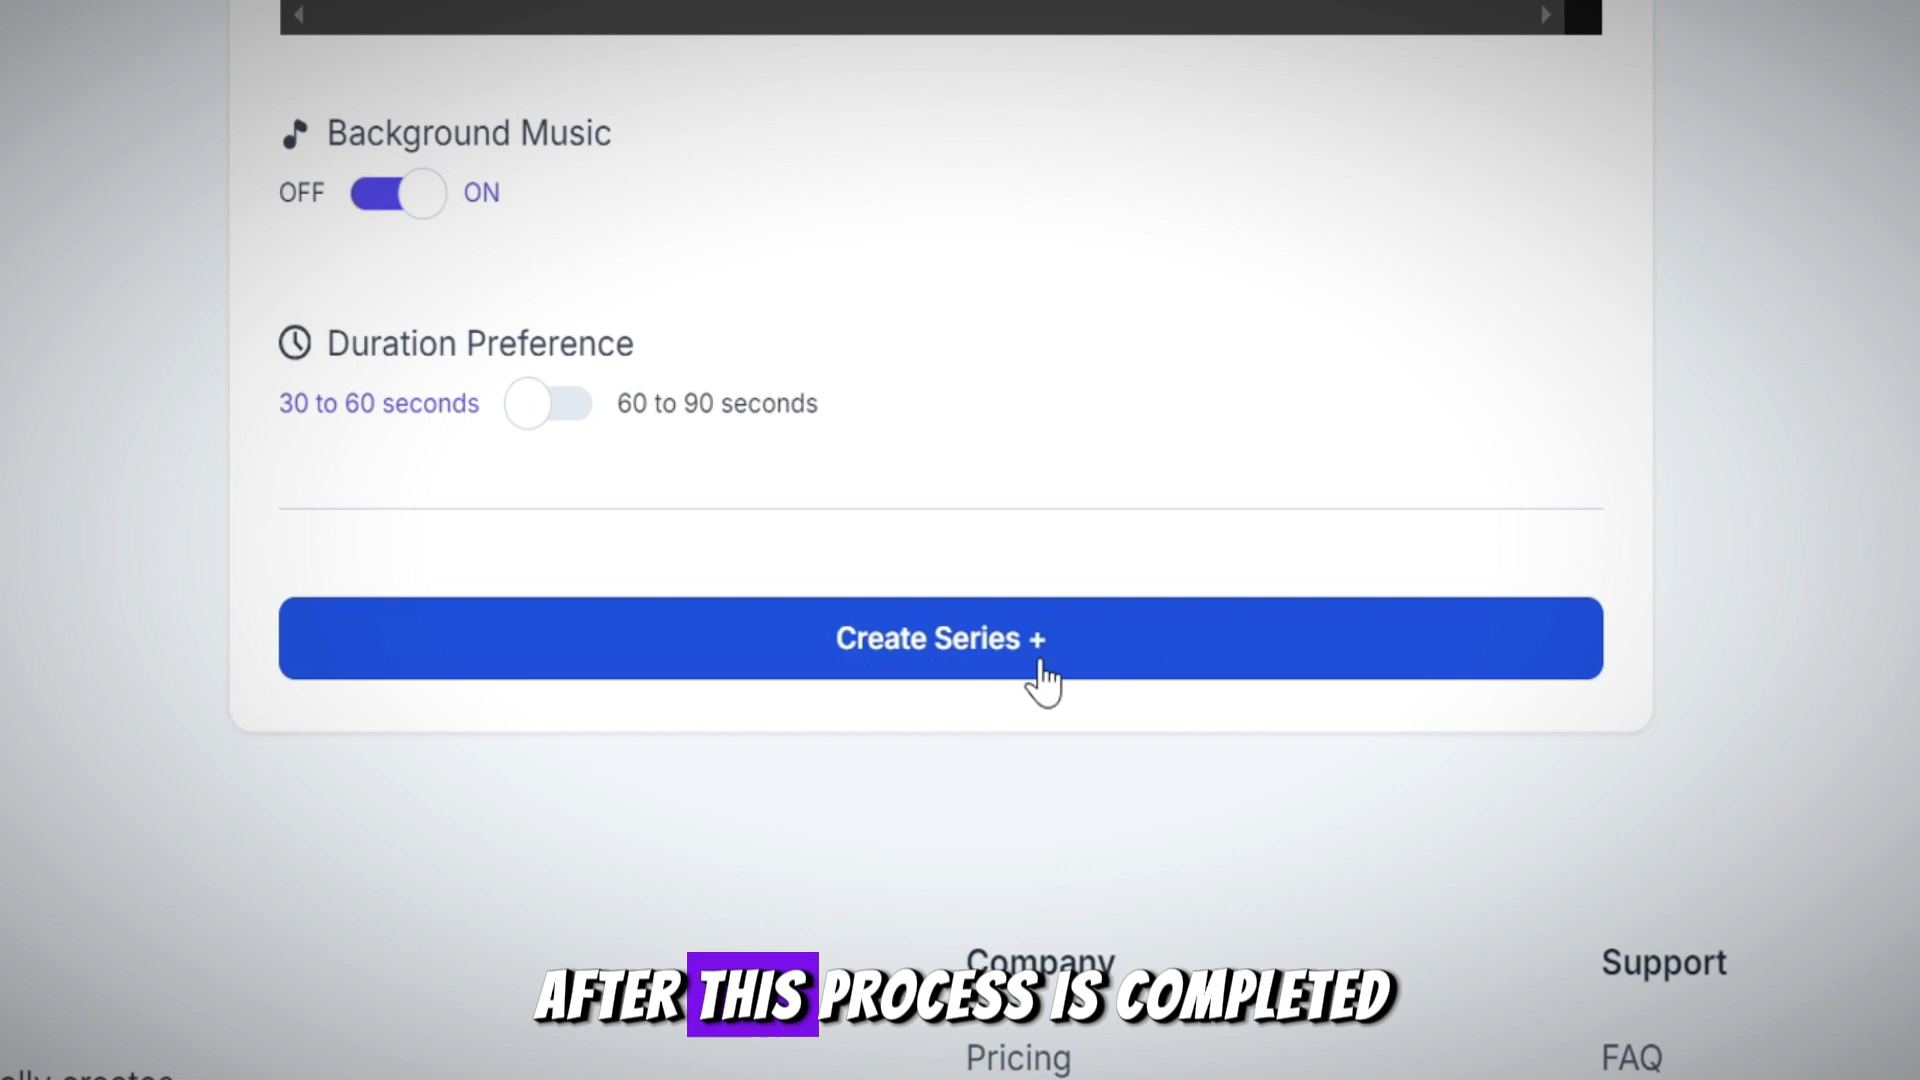 Background Music
OFF ON
Duration Preference
30 to 60 seconds 60 to 90 seconds
Create Series +
Company Support
AFTER THIS PROCESS IS COMPLETED
Pricing FAQ